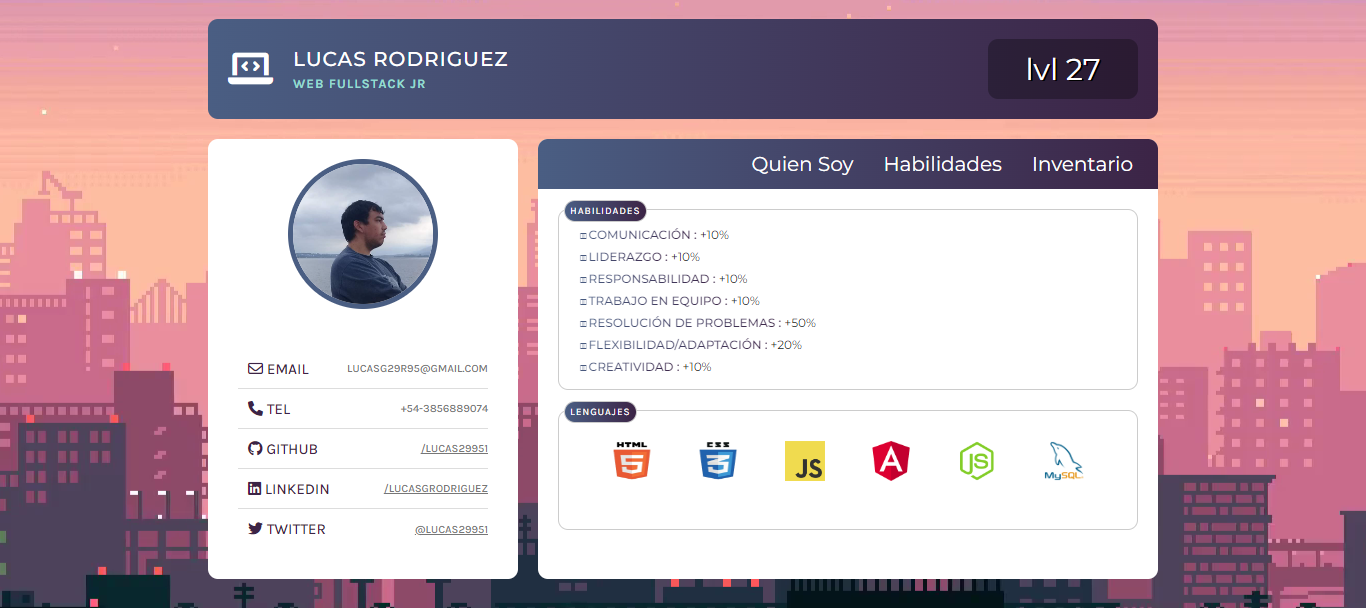 LUCAS RODRIGUEZ
WEB FULLSTACK JR
lvl 27
EMAIL LUCASG29R95@GMAIL.COM
TEL +54-3856889074
GITHUB /LUCAS29951
LINKEDIN /LUCASGRODRIGUEZ
TWITTER @LUCAS29951
Quien Soy Habilidades Inventario
HABILIDADES
COMUNICACIÓN : +10%
LIDERAZGO : +10%
RESPONSABILIDAD : +10%
TRABAJO EN EQUIPO : +10%
RESOLUCIÓN DE PROBLEMAS : +50%
FLEXIBILIDAD/ADAPTACIÓN : +20%
CREATIVIDAD : +10%
LENGUAJES
HTML 5 CSS 3 JS A JS MySQL